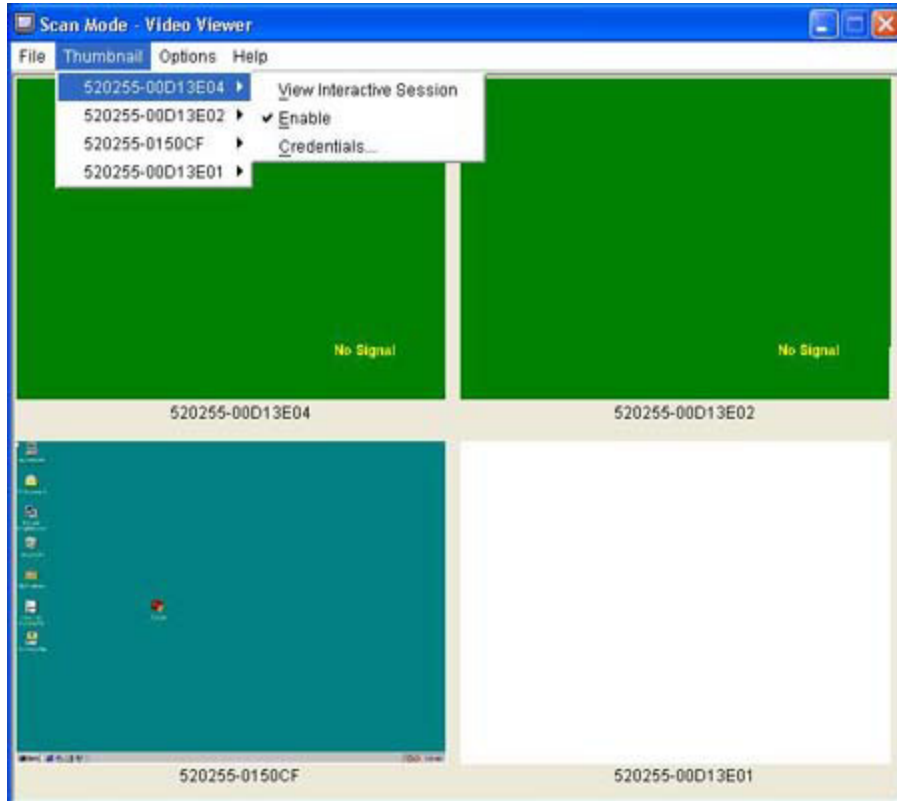 Scan Mode - Video Viewer
File Thumbnail Options Help
520255-00D13E04 View Interactive Session
520255-00D13E02 Enable
520255-0150CF Credentials...
520255-00D13E01
No Signal No Signal
520255-00D13E04 520255-00D13E02
520255-0150CF 520255-00D13E01